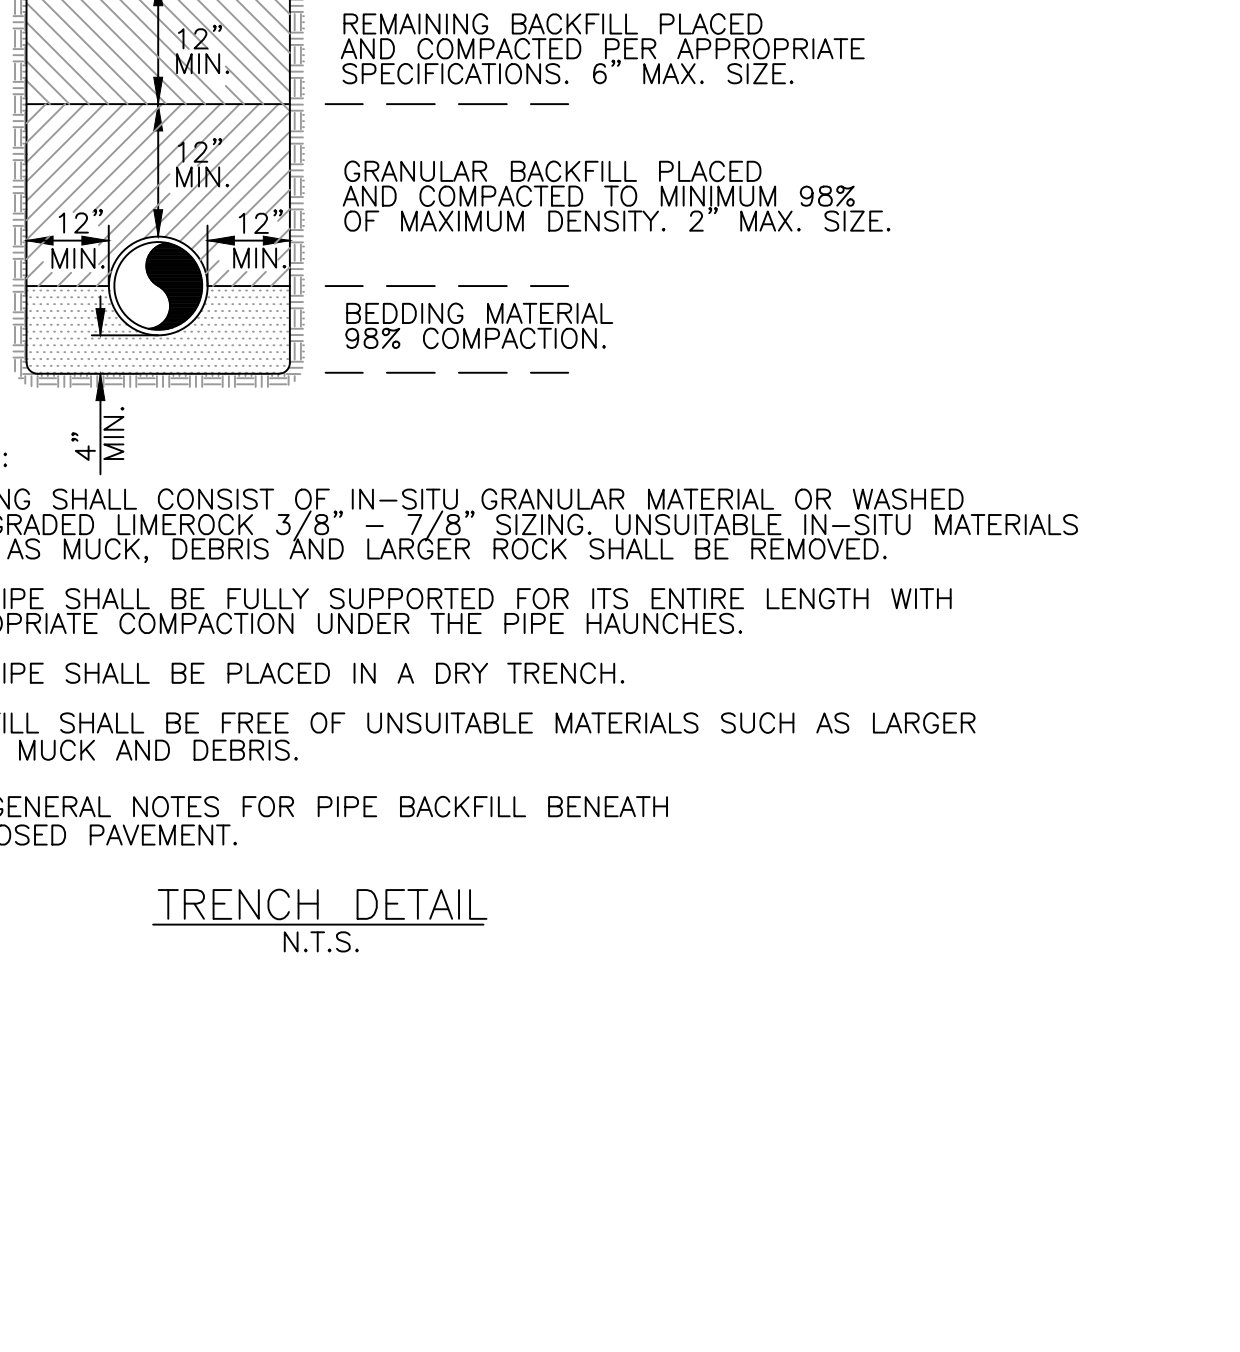 12"
MIN.
REMAINING BACKFILL PLACED
AND COMPACTED PER APPROPRIATE
SPECIFICATIONS. 6" MAX. SIZE.
12"
MIN.
GRANULAR BACKFILL PLACED
AND COMPACTED TO MINIMUM 98%
OF MAXIMUM DENSITY. 2" MAX. SIZE.
12"
MIN.
12"
MIN.
BEDDING MATERIAL
98% COMPACTION.
4"
MIN.
:
NG SHALL CONSIST OF IN-SITU GRANULAR MATERIAL OR WASHED
GRADED LIMEROCK 3/8" - 7/8" SIZING. UNSUITABLE IN-SITU MATERIALS
AS MUCK, DEBRIS AND LARGER ROCK SHALL BE REMOVED.
IPE SHALL BE FULLY SUPPORTED FOR ITS ENTIRE LENGTH WITH
OPRIATE COMPACTION UNDER THE PIPE HAUNCHES.
IPE SHALL BE PLACED IN A DRY TRENCH.
FILL SHALL BE FREE OF UNSUITABLE MATERIALS SUCH AS LARGER
MUCK AND DEBRIS.
GENERAL NOTES FOR PIPE BACKFILL BENEATH
OSED PAVEMENT.
TRENCH DETAIL
N.T.S.